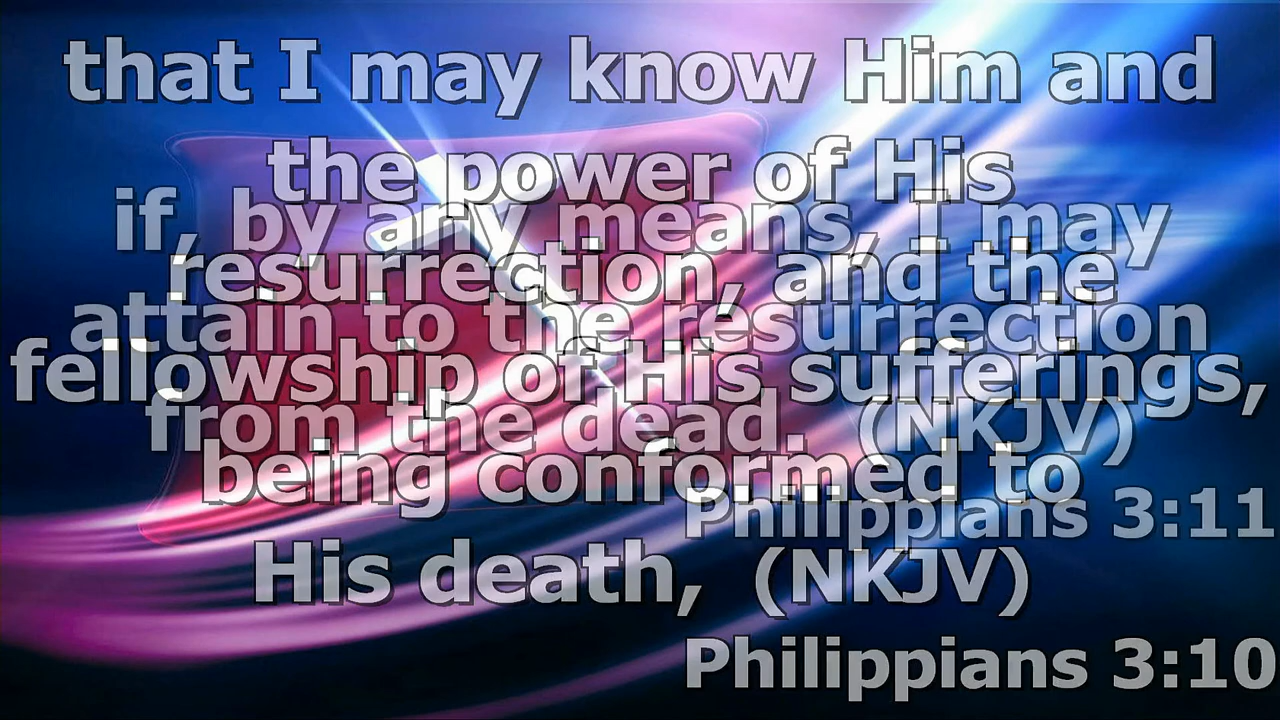 that I may know Him and
the power of His
resurrection, and the
fellowship of His sufferings,
being conformed to
His death, (NKJV)
Philippians 3:10
if, by any means, I may
attain to the resurrection
from the dead. (NKJV)
Philippians 3:11